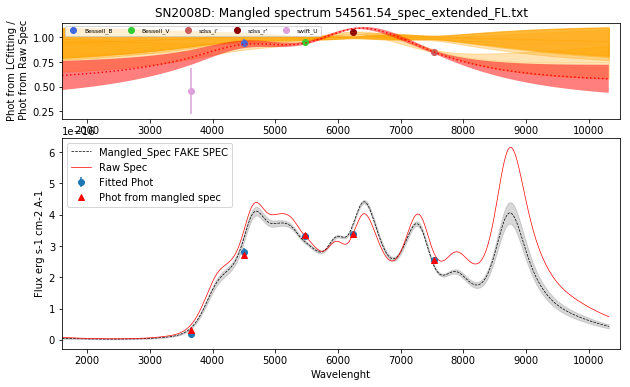 SN2008D: Mangled spectrum 54561.54_spec_extended_FL.txt
Phot from LCfitting /
Phot from Raw Spec
1.00
0.75
0.50
0.25
Bessell_B
Bessell_V
sdss_i'
sdss_r'
swift_U
2000 3000 4000 5000 6000 7000 8000 9000 10000
1e−16
Flux erg s-1 cm-2 A-1
6
5
4
3
2
1
0
Mangled_Spec FAKE SPEC
Raw Spec
Fitted Phot
Phot from mangled spec
2000 3000 4000 5000 6000 7000 8000 9000 10000
Wavelenght